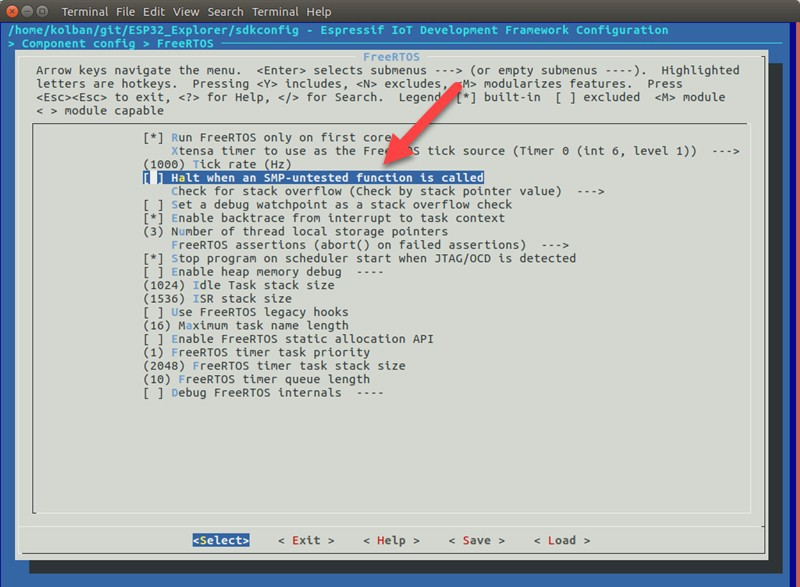 Terminal File Edit View Search Terminal Help
/home/kolban/git/ESP32_Explorer/sdkconfig - Espressif IoT Development Framework Configuration
> Component config > FreeRTOS
FreeRTOS
Arrow keys navigate the menu. <Enter> selects submenus ---> (or empty submenus ----). Highlighted
letters are hotkeys. Pressing <Y> includes, <N> excludes, <M> modularizes features. Press
<Esc><Esc> to exit, <?> for Help, </> for Search. Legend [*] built-in [ ] excluded <M> module
< > module capable
[*] Run FreeRTOS only on first core
Xtensa timer to use as the FreeRTOS tick source (Timer 0 (int 6, level 1)) --->
(1000) Tick rate (Hz)
[ ] Halt when an SMP-untested function is called
Check for stack overflow (Check by stack pointer value) --->
[ ] Set a debug watchpoint as a stack overflow check
[*] Enable backtrace from interrupt to task context
(3) Number of thread local storage pointers
FreeRTOS assertions (abort() on failed assertions) --->
[*] Stop program on scheduler start when JTAG/OCD is detected
[ ] Enable heap memory debug ----
(1024) Idle Task stack size
(1536) ISR stack size
[ ] Use FreeRTOS legacy hooks
(16) Maximum task name length
[ ] Enable FreeRTOS static allocation API
(1) FreeRTOS timer task priority
(2048) FreeRTOS timer task stack size
(10) FreeRTOS timer queue length
[ ] Debug FreeRTOS internals ----
<Select> < Exit > < Help > < Save > < Load >